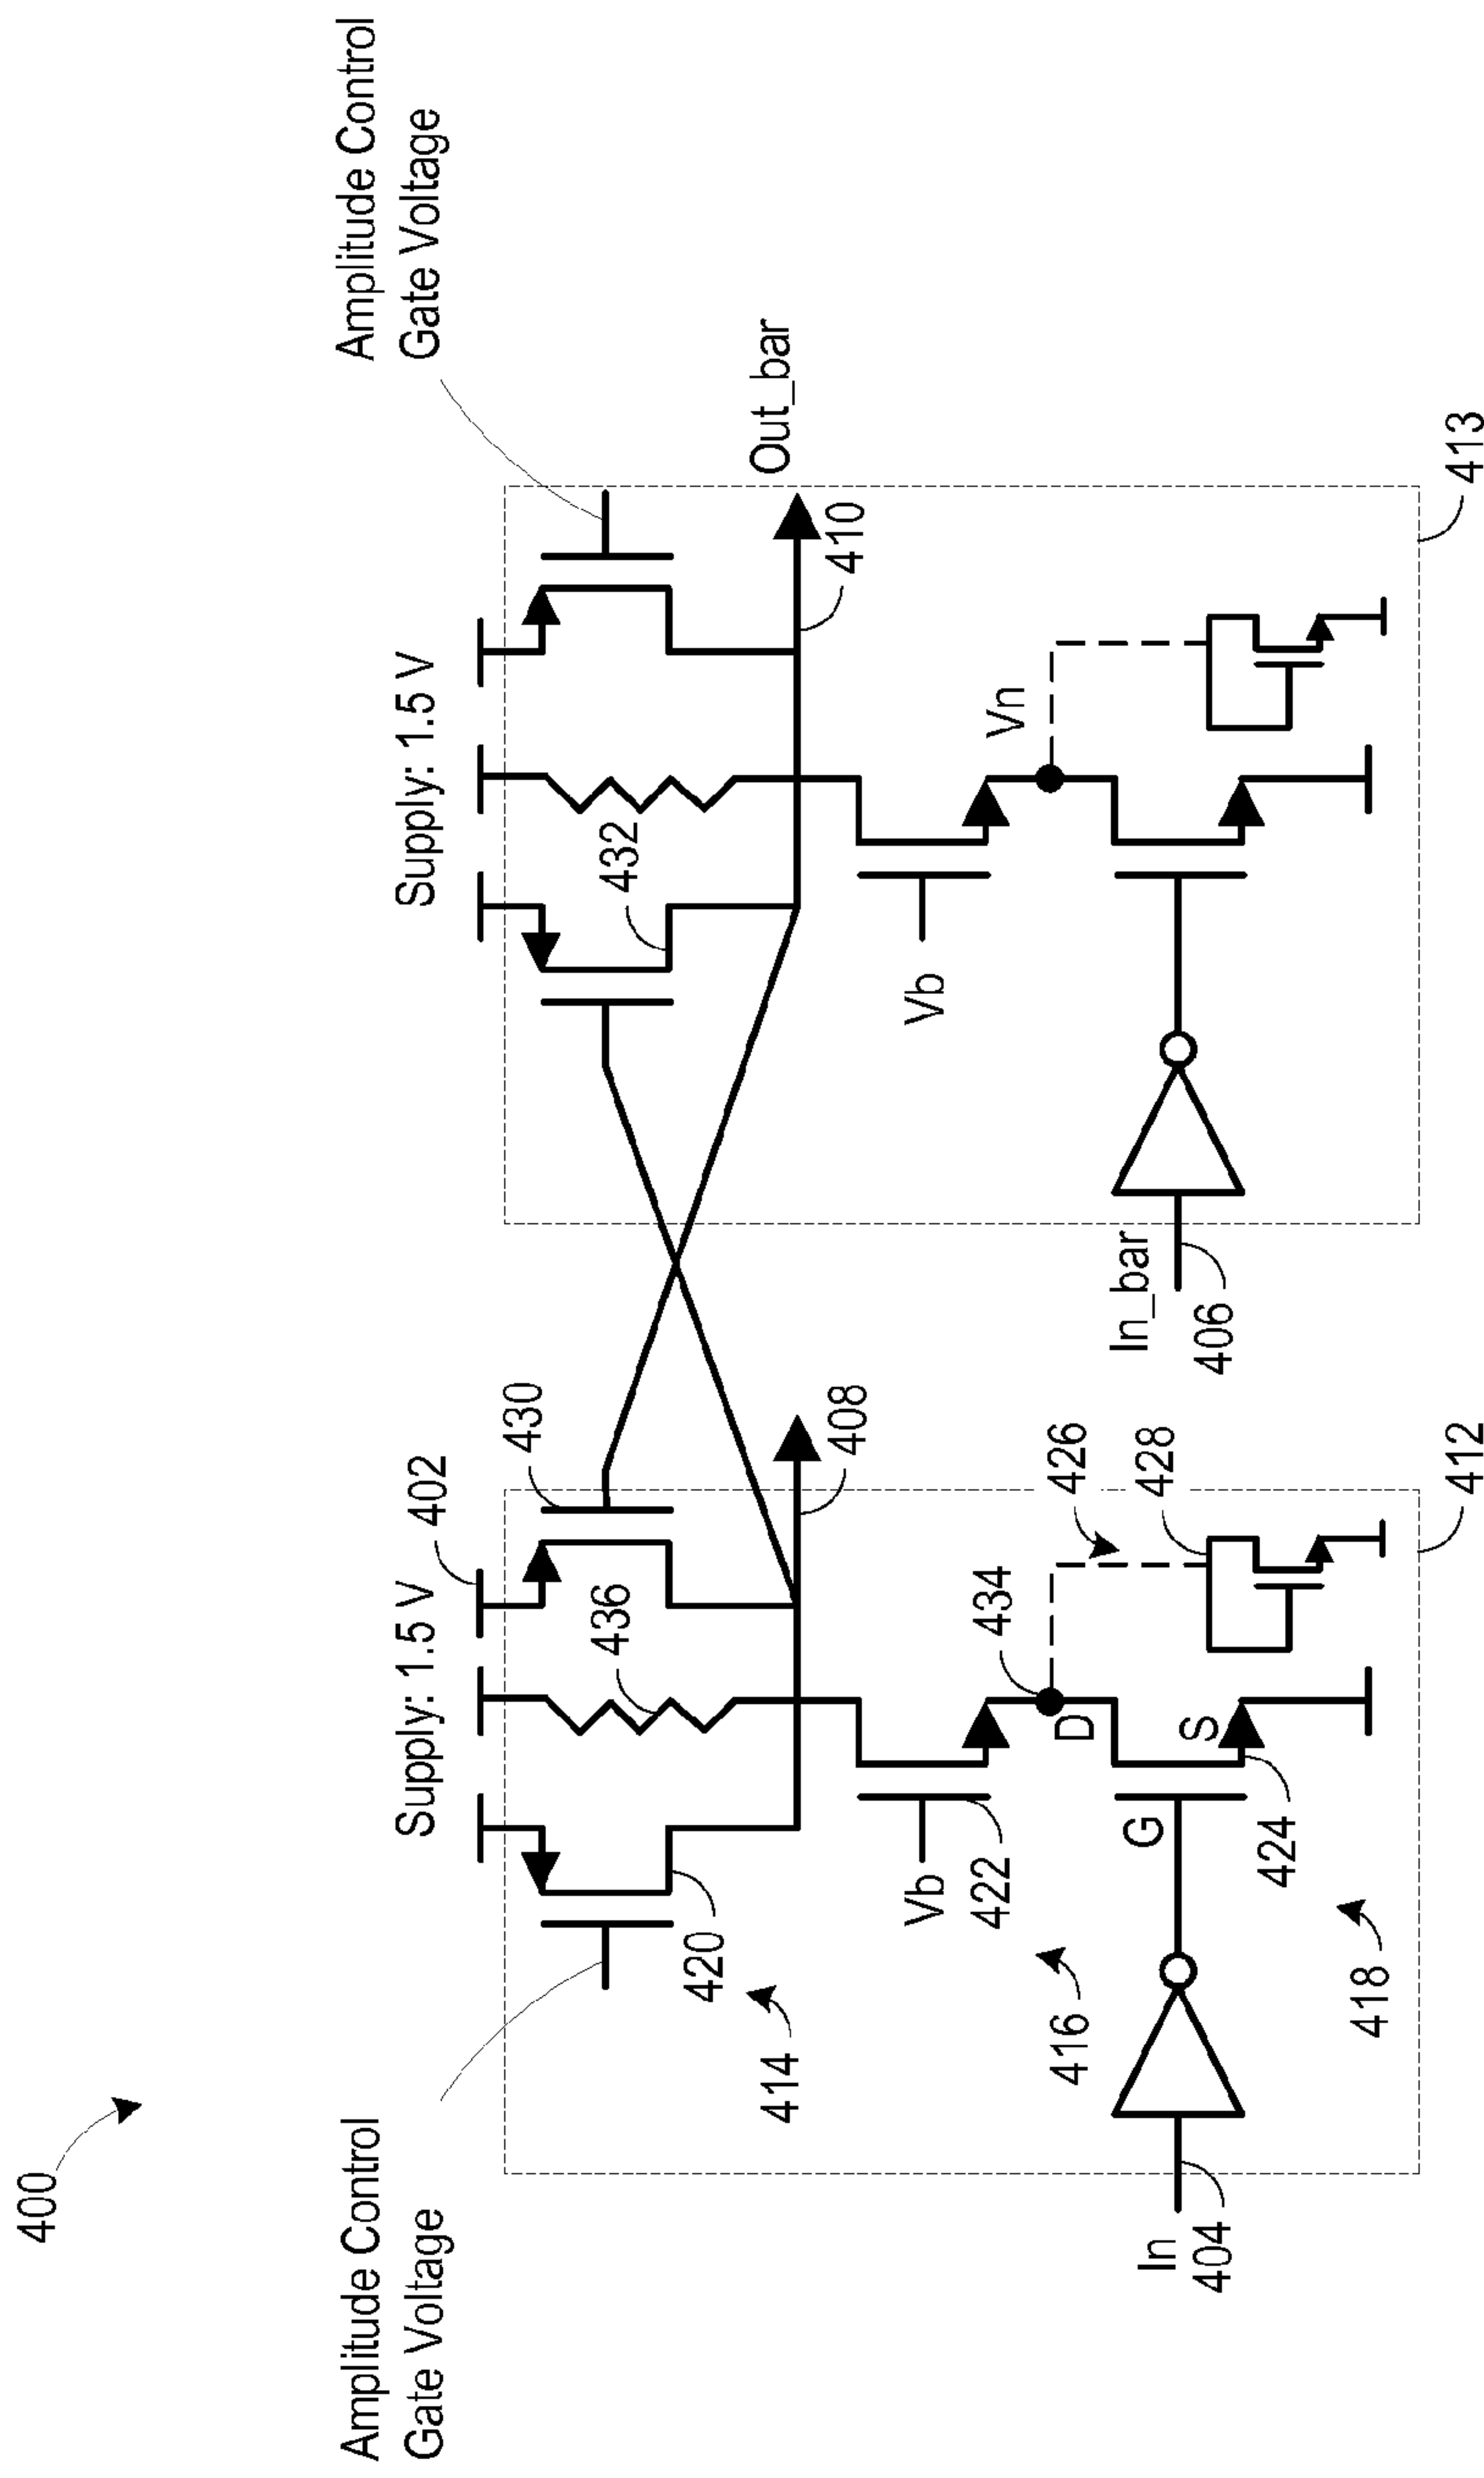 400
Amplitude Control
Gate Voltage
Amplitude Control
Gate Voltage
Supply: 1.5 V
402
Supply: 1.5 V
430
436
432
420
414
408
Out_bar
410
Vb
422
434
426
Vb
Vn
416
D
428
In
404
G
S
424
In_bar
406
418
412
413